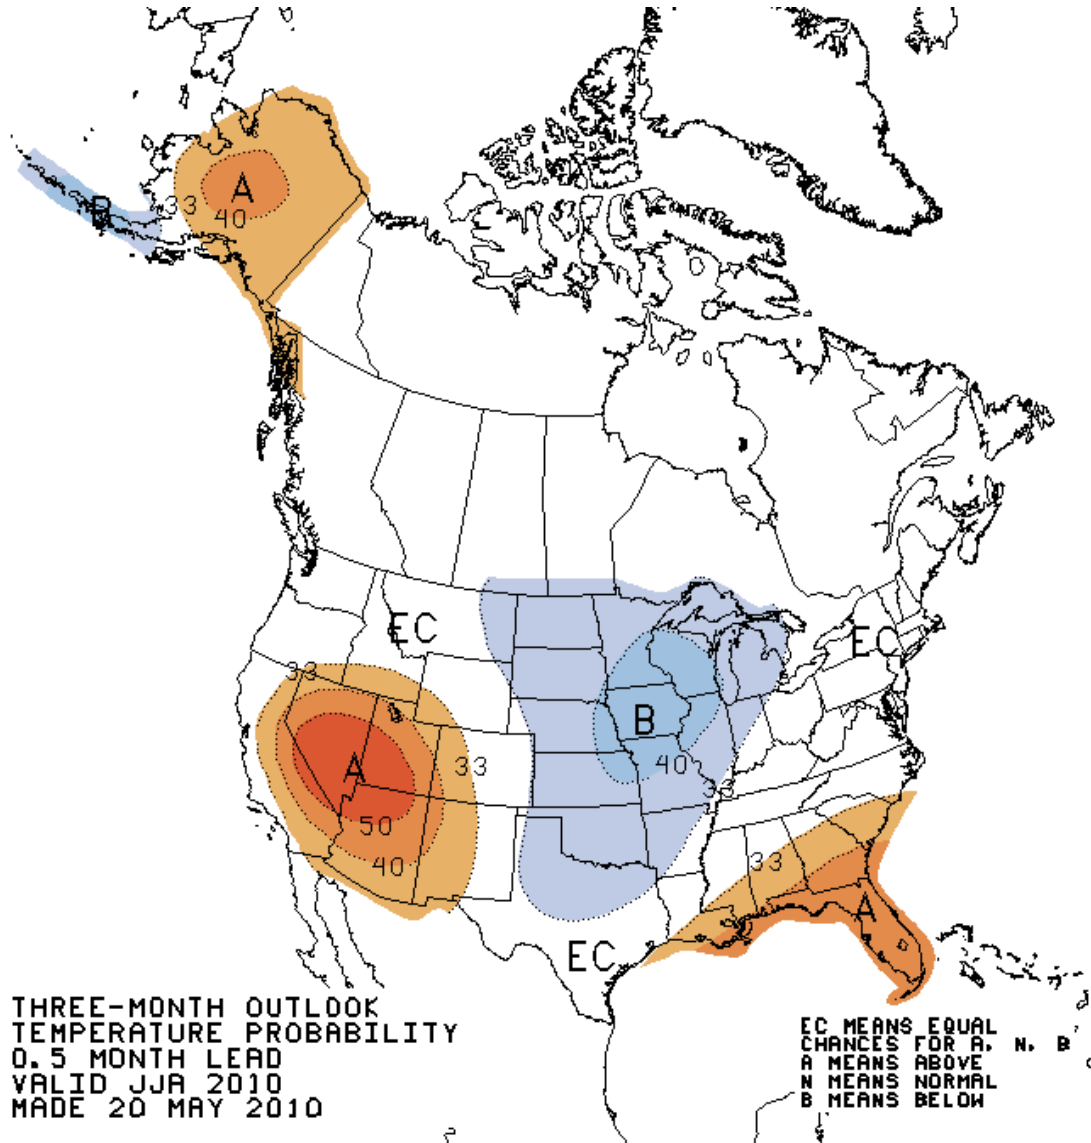 A
33
B
40
EC
EC
33
B
A
33
40
33
50
40
33
A
EC
THREE-MONTH OUTLOOK
TEMPERATURE PROBABILITY
0.5 MONTH LEAD
VALID JJA 2010
MADE 20 MAY 2010
EC MEANS EQUAL
CHANCES FOR A, N, B
A MEANS ABOVE
N MEANS NORMAL
B MEANS BELOW